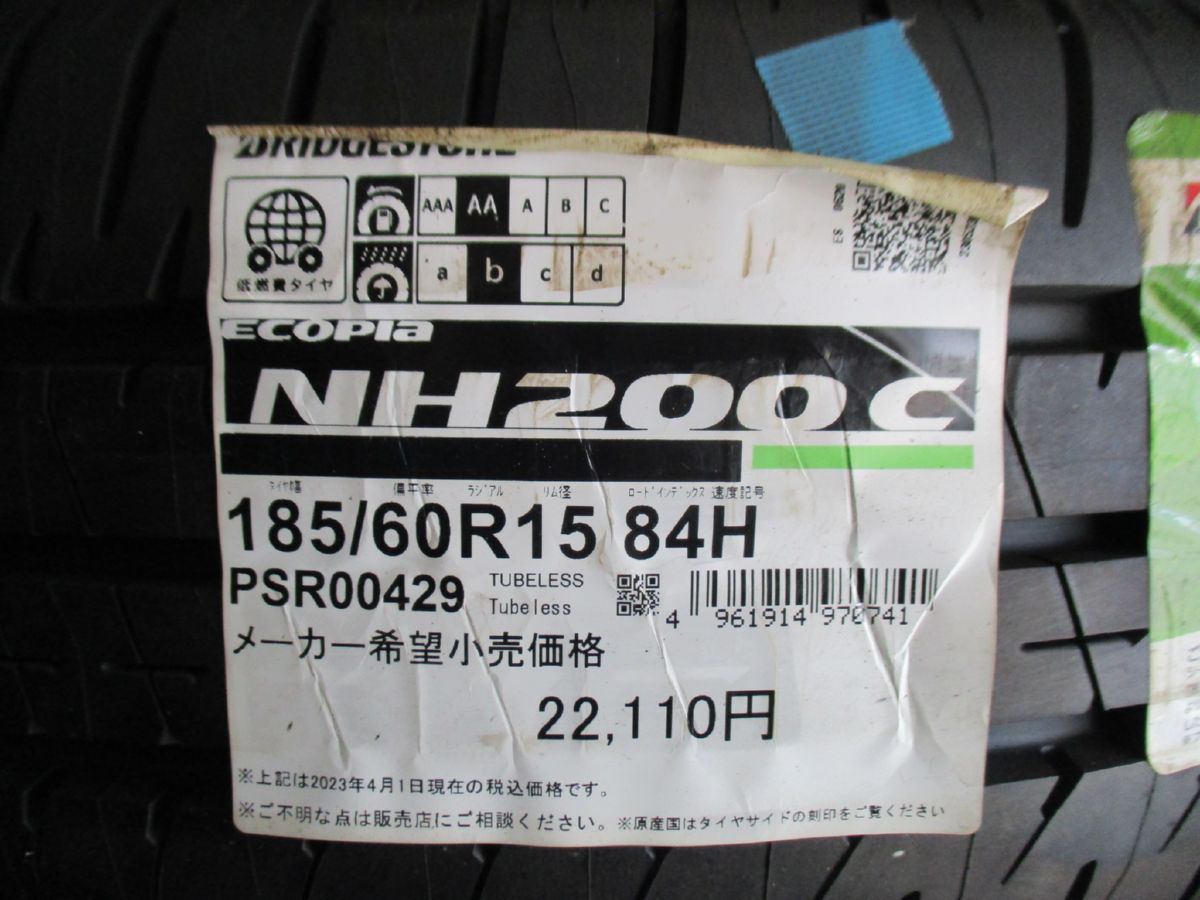 BRIDGESTONE
AAA AA A B C
低燃費タイヤ
a b c d
ECOPIA
NH200 C
タイヤ幅 偏平率 ラジアル リム径 ロードインデックス 速度記号
185/60R15 84H
PSR00429 TUBELESS
Tubeless
4 961914 970741
メーカー希望小売価格
22,110円
※上記は2023年4月1日現在の税込価格です。
※ご不明な点は販売店にご相談ください。※原産国はタイヤサイドの刻印をご覧ください